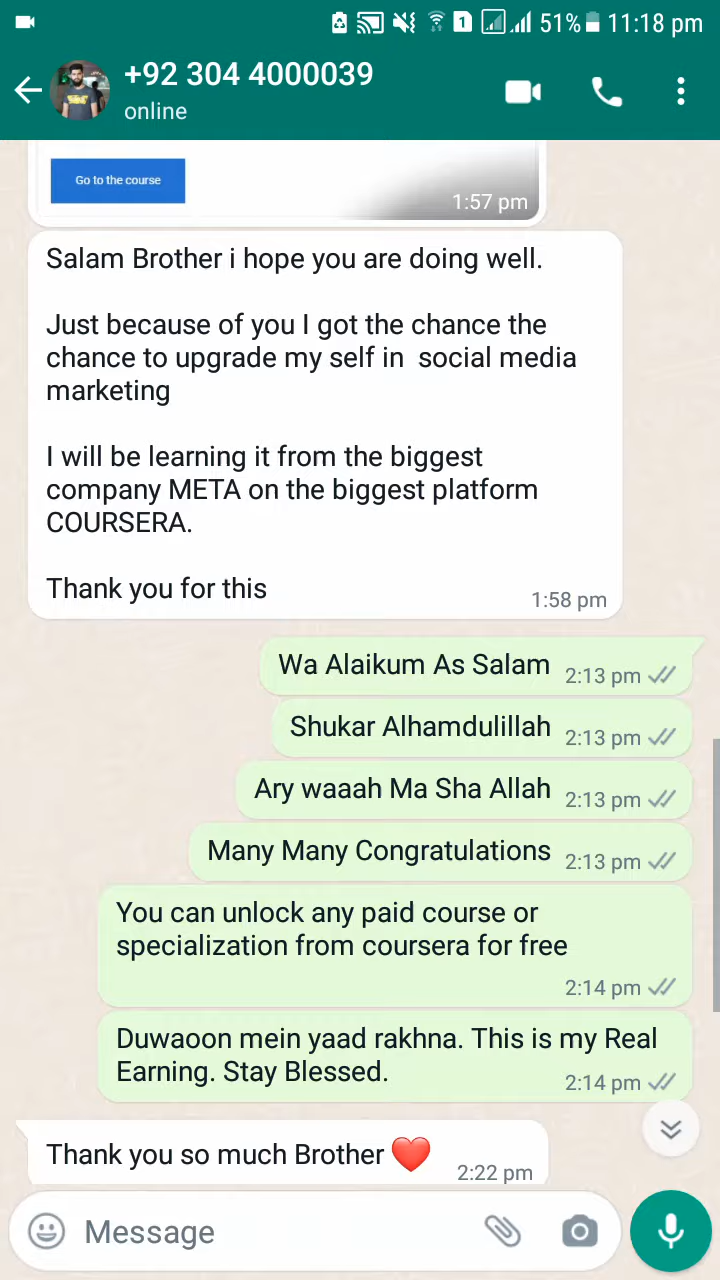 51% 11:18 pm
+92 304 4000039
online
Go to the course
1:57 pm
Salam Brother i hope you are doing well.
Just because of you I got the chance the
chance to upgrade my self in  social media
marketing
I will be learning it from the biggest
company META on the biggest platform
COURSERA.
Thank you for this
1:58 pm
Wa Alaikum As Salam 2:13 pm
Shukar Alhamdulillah 2:13 pm
Ary waaah Ma Sha Allah 2:13 pm
Many Many Congratulations 2:13 pm
You can unlock any paid course or
specialization from coursera for free
2:14 pm
Duwaoon mein yaad rakhna. This is my Real
Earning. Stay Blessed. 2:14 pm
Thank you so much Brother ❤️ 2:22 pm
Message